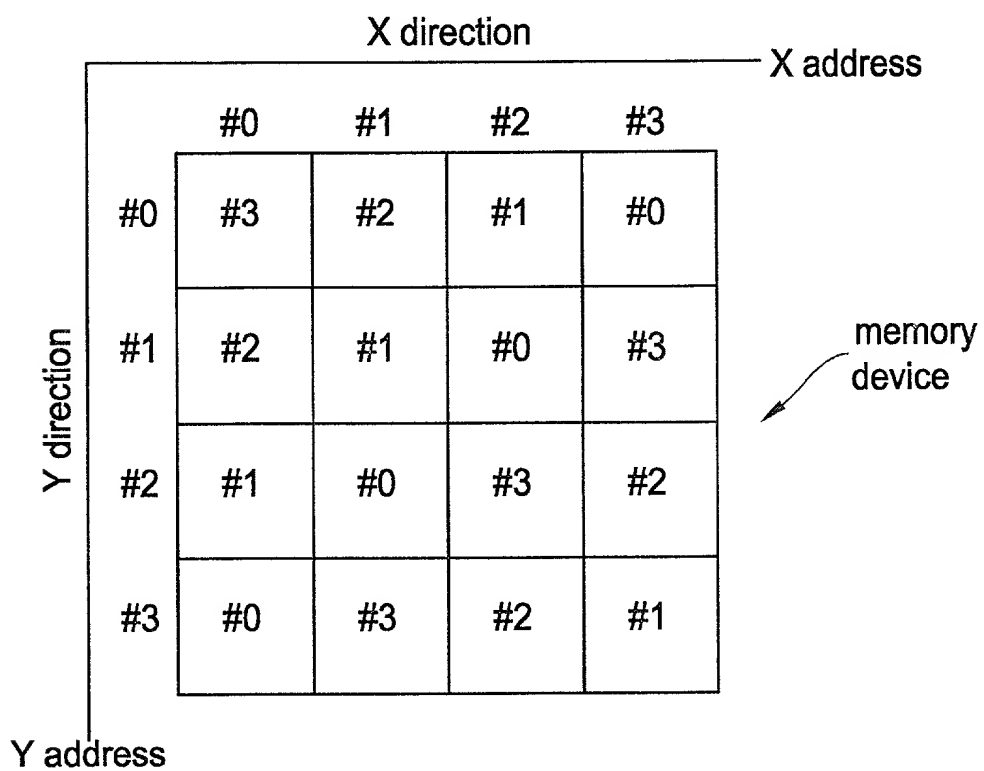 X direction
X address
#0 #1 #2 #3
#0 #3 #2 #1 #0
#1 #2 #1 #0 #3
memory
device
Y direction
#2 #1 #0 #3 #2
#3 #0 #3 #2 #1
Y address